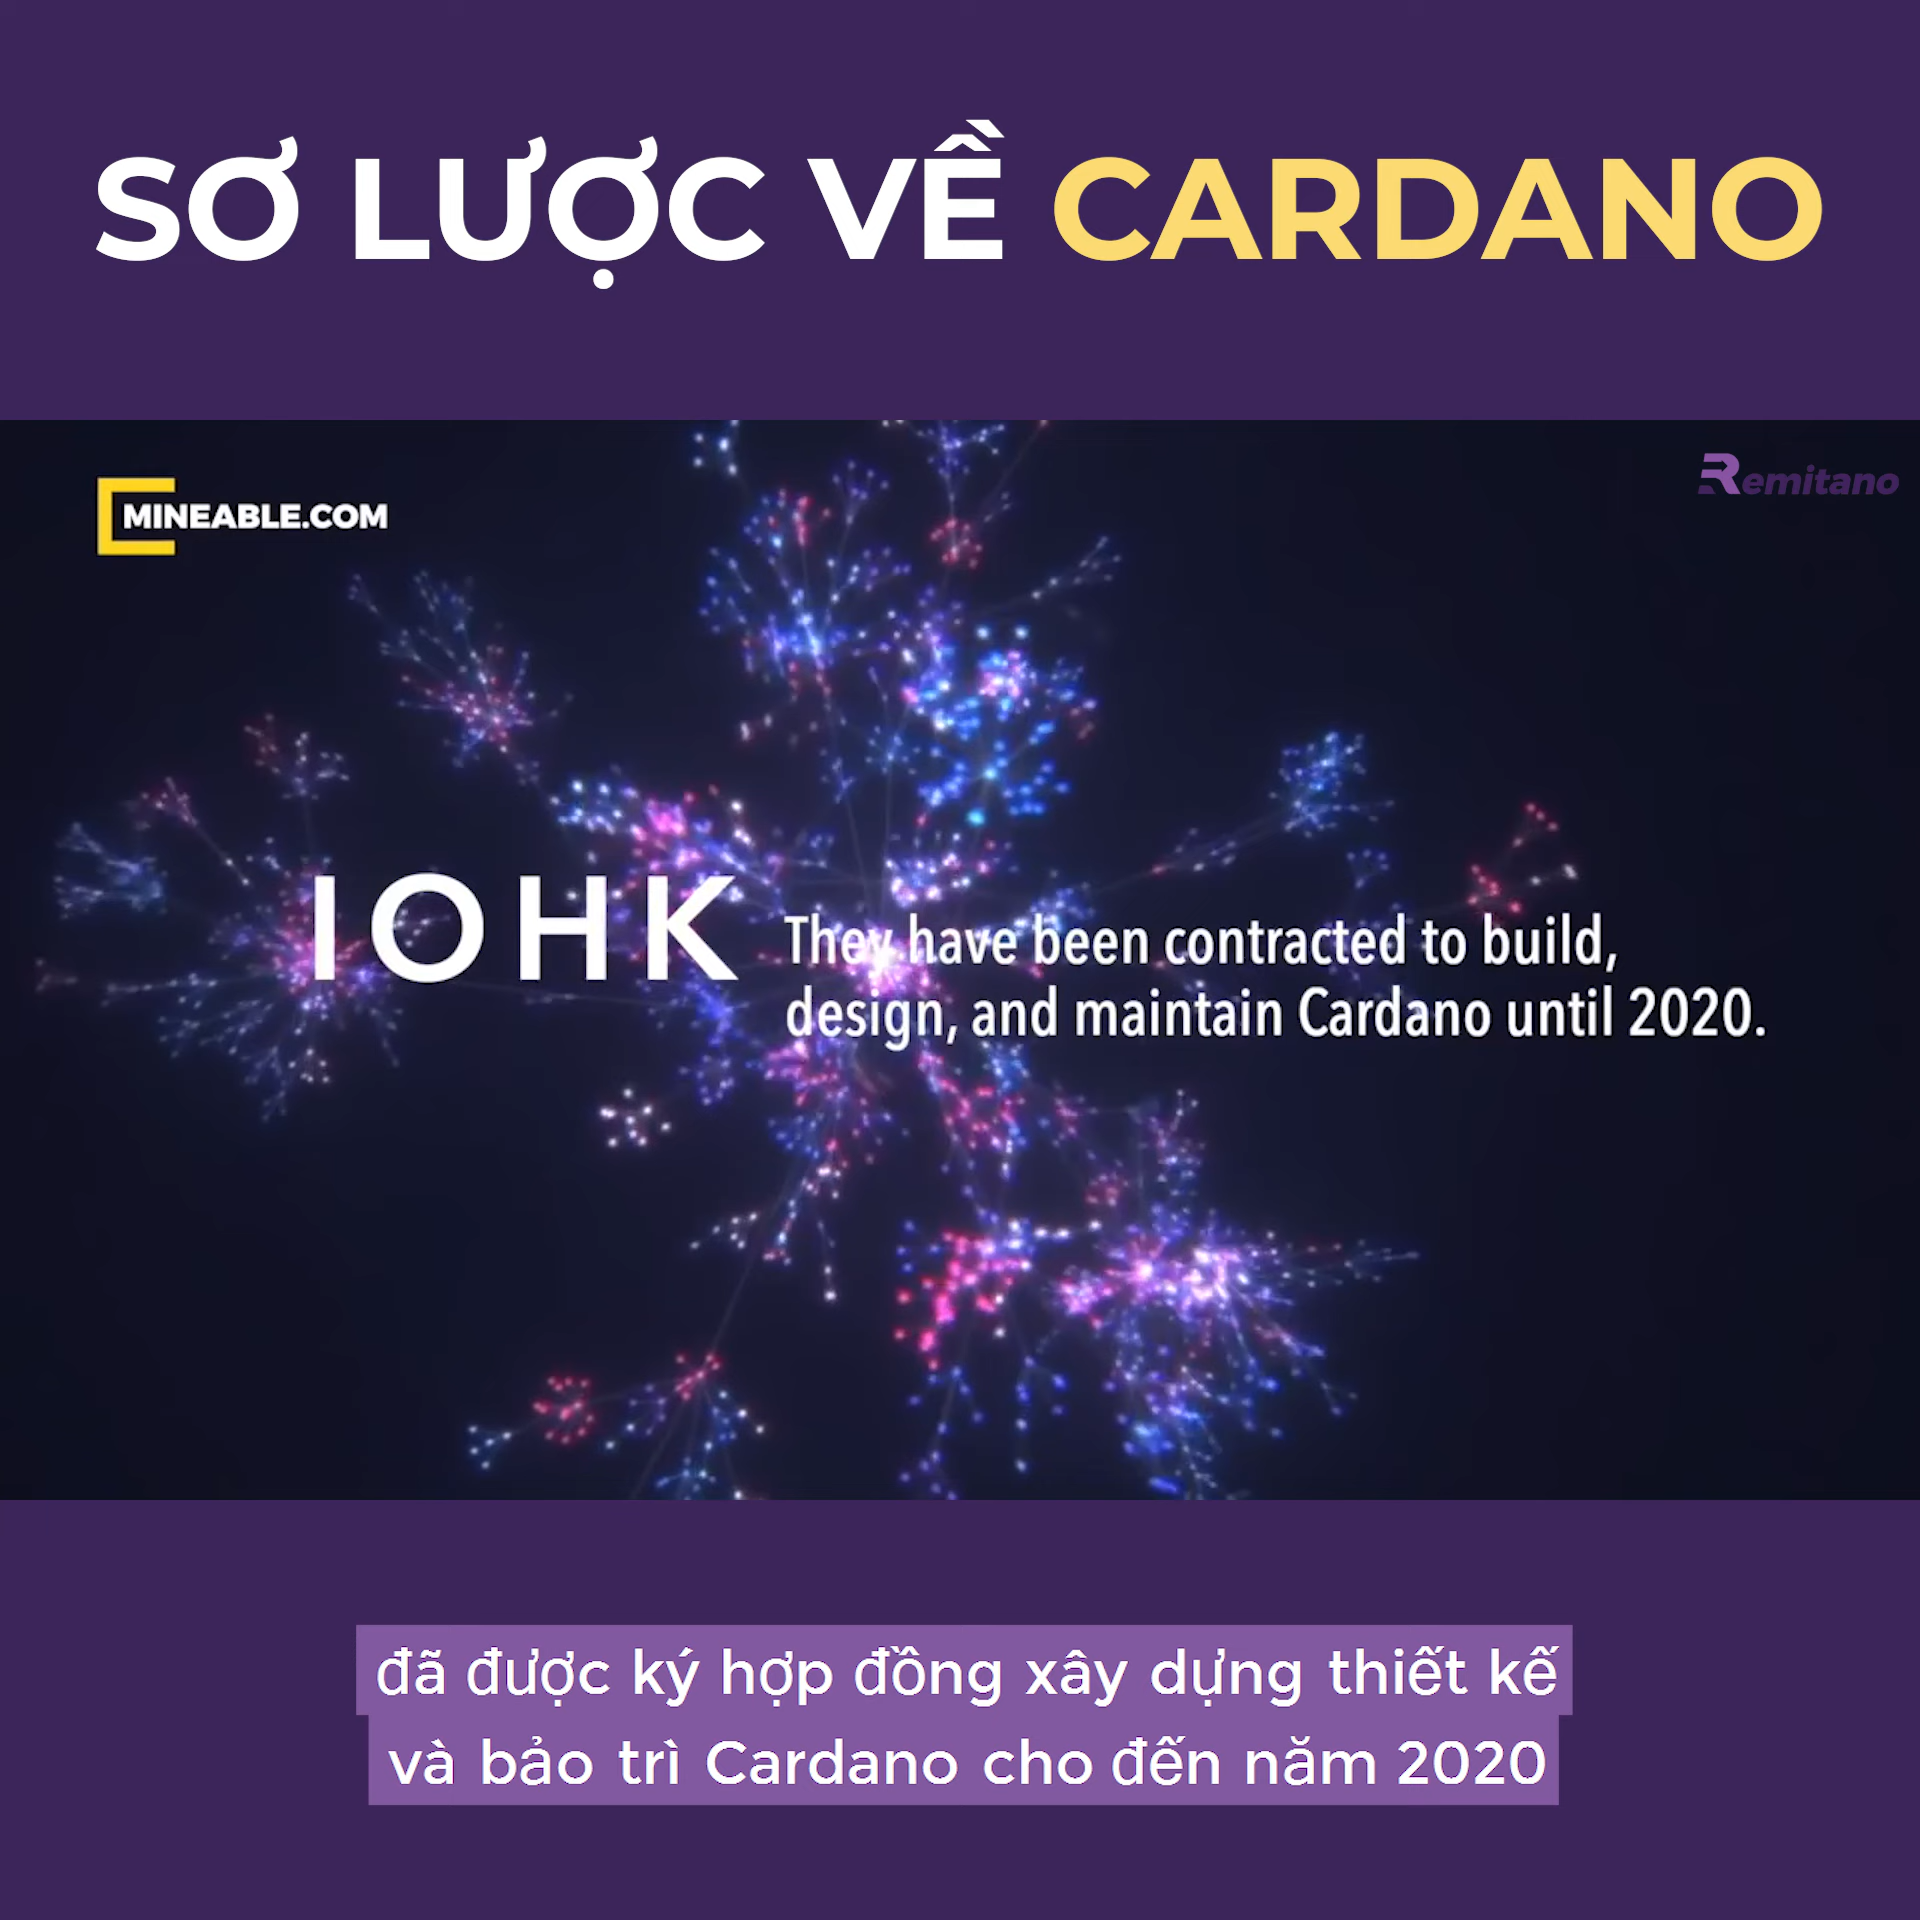 SƠ LƯỢC VỀ CARDANO
MINEABLE.COM
Remitano
IOHK
They have been contracted to build,
design, and maintain Cardano until 2020.
đã được ký hợp đồng xây dựng thiết kế
và bảo trì Cardano cho đến năm 2020